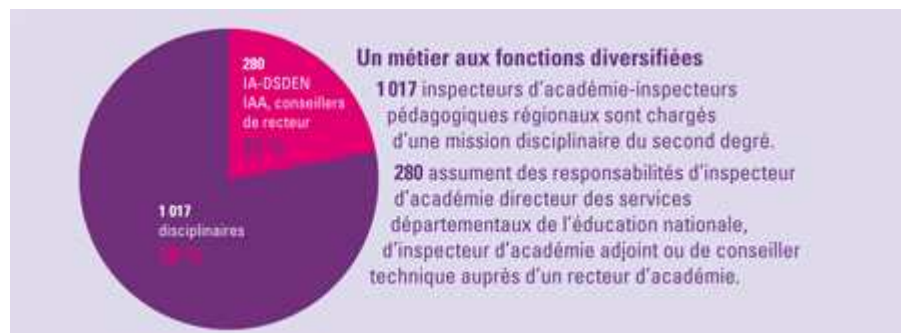 280
IA-DSDEN
IAA, conseillers
de recteur
1 017
disciplinaires
Un métier aux fonctions diversifiées
1 017 inspecteurs d'académie-inspecteurs
pédagogiques régionaux sont chargés
d'une mission disciplinaire du second degré.
280 assument des responsabilités d'inspecteur
d'académie directeur des services
départementaux de l'éducation nationale,
d'inspecteur d'académie adjoint ou de conseiller
technique auprès d'un recteur d'académie.